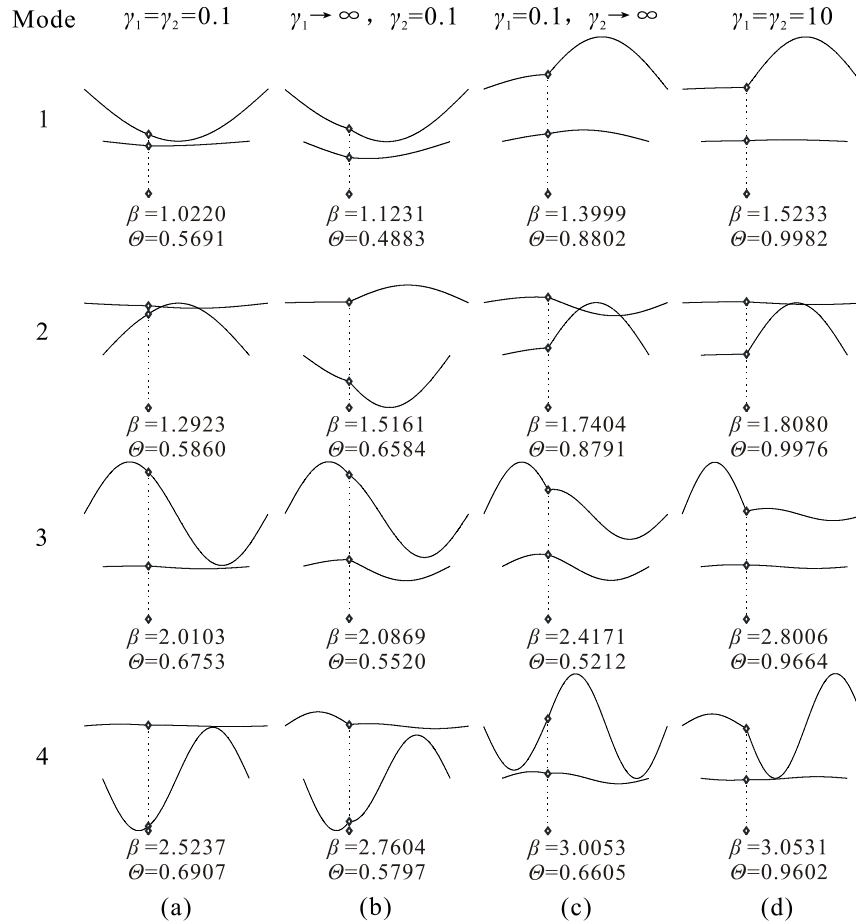 Mode γ₁=γ₂=0.1 γ₁→∞, γ₂=0.1 γ₁=0.1, γ₂→∞ γ₁=γ₂=10
1
β=1.0220 β=1.1231 β=1.3999 β=1.5233
Θ=0.5691 Θ=0.4883 Θ=0.8802 Θ=0.9982
2
β=1.2923 β=1.5161 β=1.7404 β=1.8080
Θ=0.5860 Θ=0.6584 Θ=0.8791 Θ=0.9976
3
β=2.0103 β=2.0869 β=2.4171 β=2.8006
Θ=0.6753 Θ=0.5520 Θ=0.5212 Θ=0.9664
4
β=2.5237 β=2.7604 β=3.0053 β=3.0531
Θ=0.6907 Θ=0.5797 Θ=0.6605 Θ=0.9602
(a) (b) (c) (d)